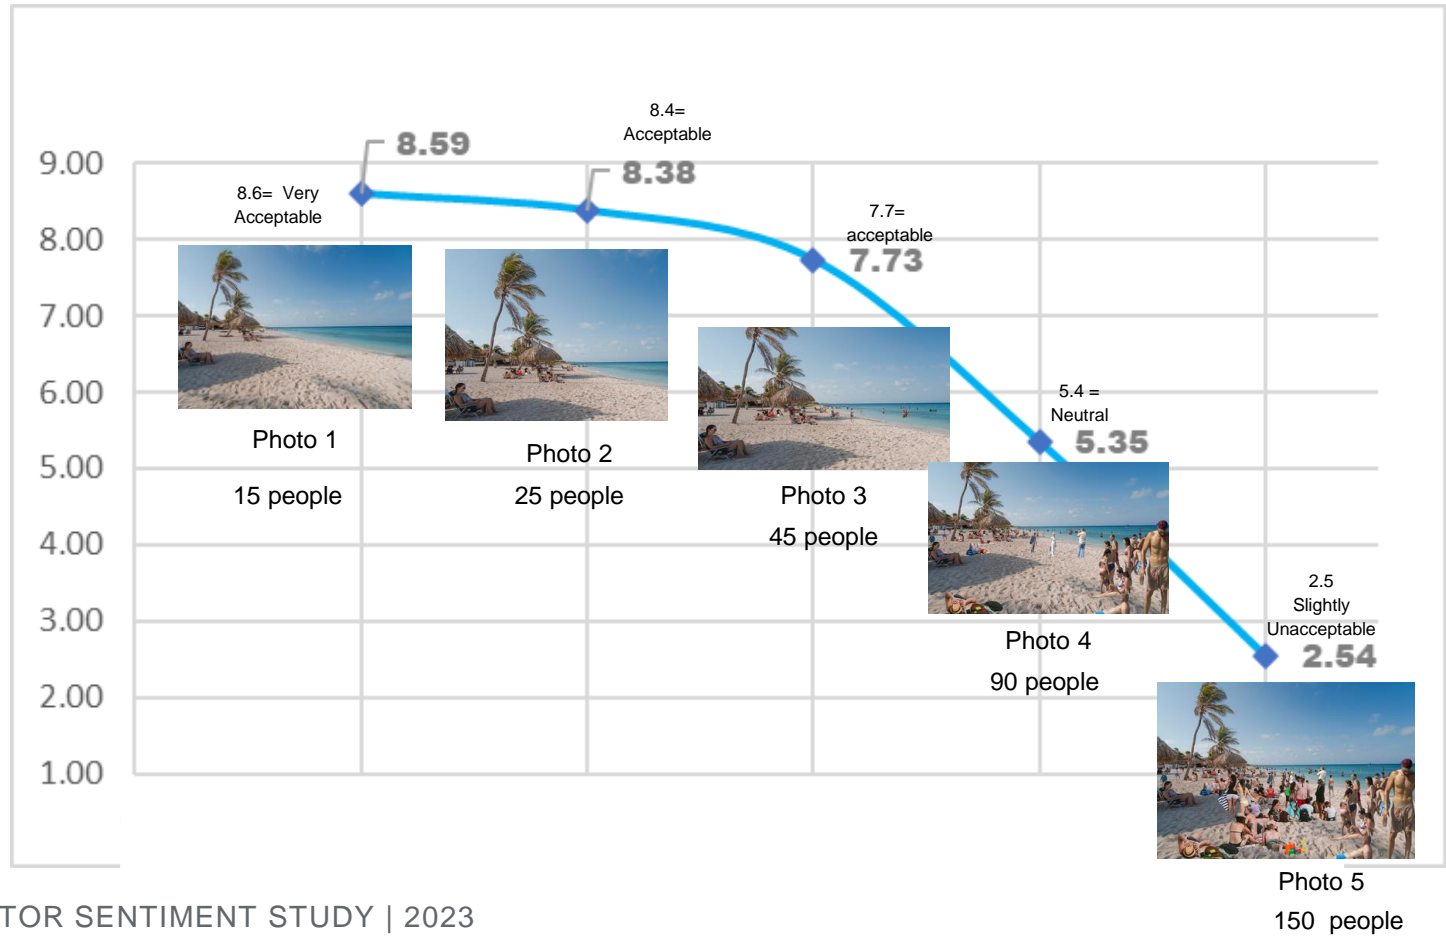 8.4=
Acceptable
8.59
8.38
9.00
8.6= Very
Acceptable
7.7=
acceptable
7.73
8.00
7.00
6.00
5.4 =
Neutral
5.35
Photo 1
15 people
Photo 2
25 people
Photo 3
45 people
5.00
4.00
3.00
2.5
Slightly
Unacceptable
2.54
Photo 4
90 people
2.00
1.00
Photo 5
150 people
TOR SENTIMENT STUDY | 2023